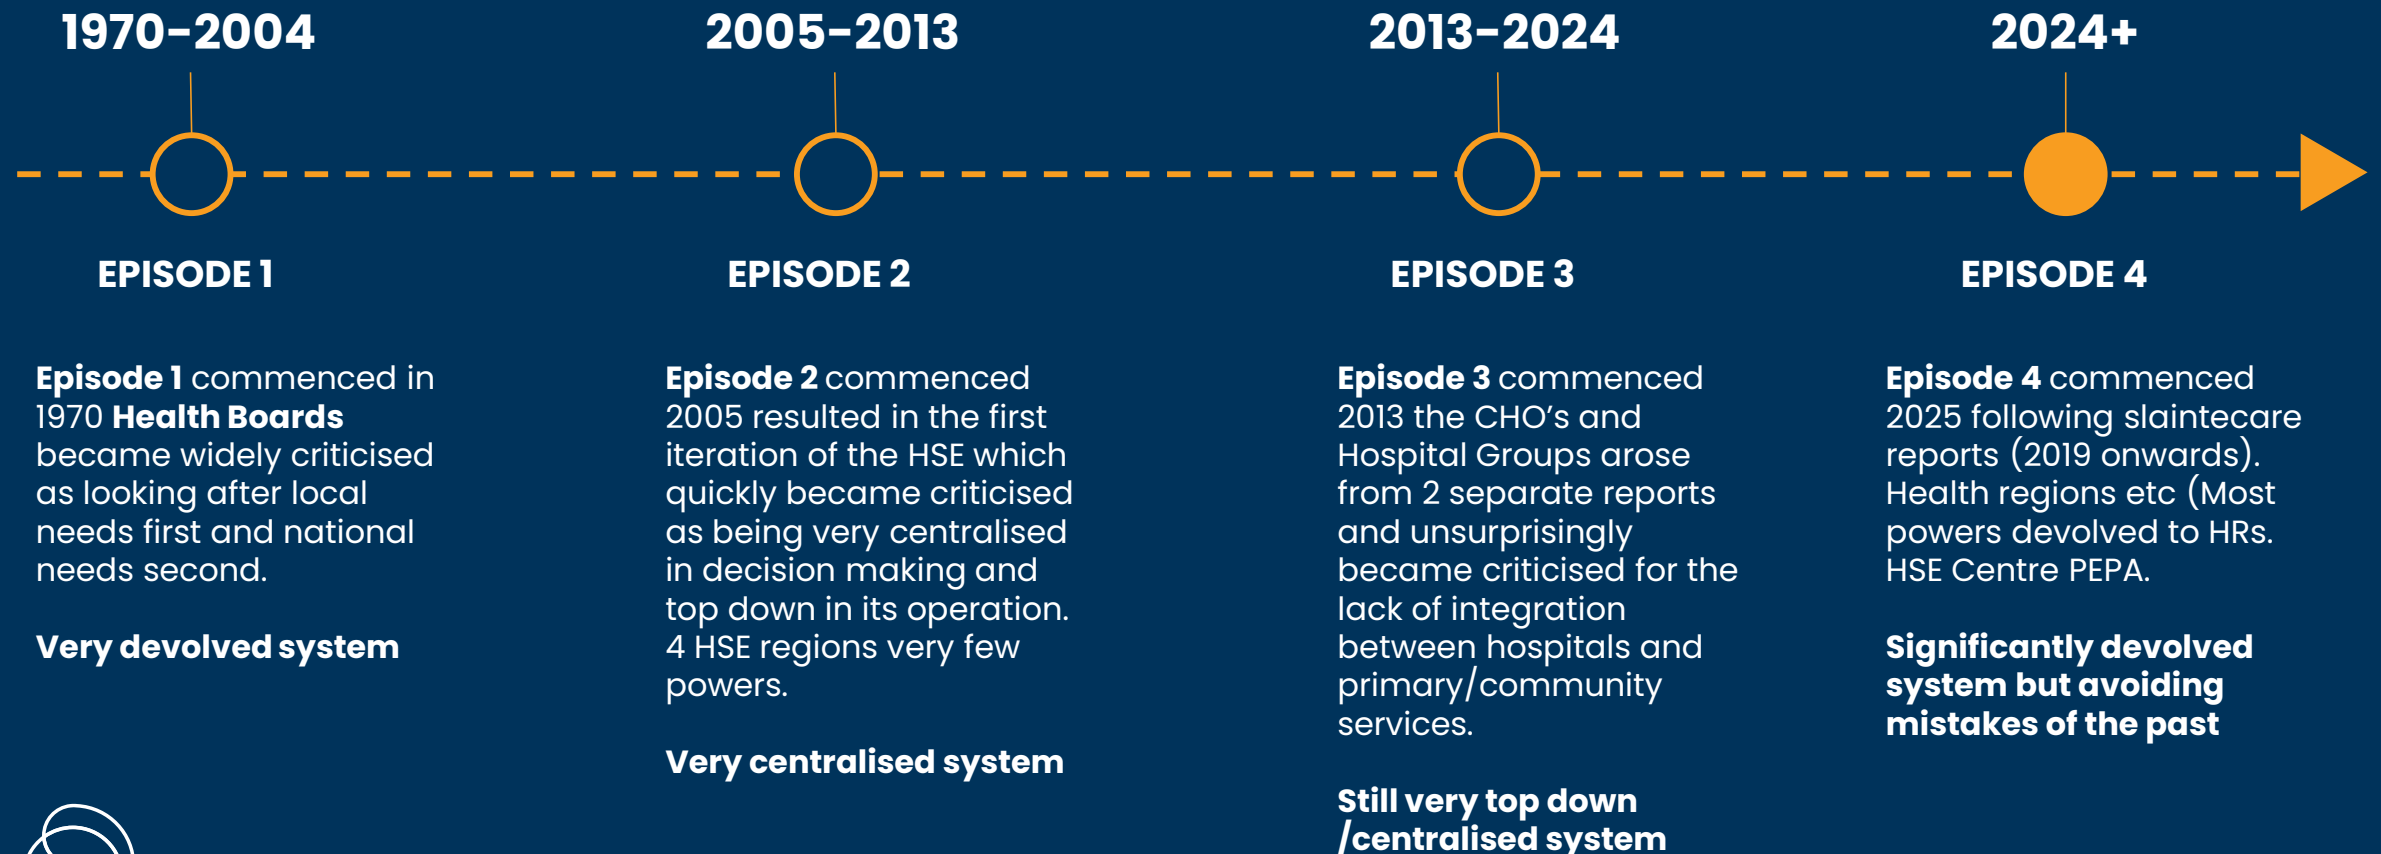 1970-2004
2005-2013
2013-2024
2024+
EPISODE 1
EPISODE 2
EPISODE 3
EPISODE 4
Episode 1 commenced in
1970 Health Boards
became widely criticised
as looking after local
needs first and national
needs second.
Very devolved system
Episode 2 commenced
2005 resulted in the first
iteration of the HSE which
quickly became criticised
as being very centralised
in decision making and
top down in its operation.
4 HSE regions very few
powers.
Very centralised system
Episode 3 commenced
2013 the CHO’s and
Hospital Groups arose
from 2 separate reports
and unsurprisingly
became criticised for the
lack of integration
between hospitals and
primary/community
services.
Still very top down
/centralised system
Episode 4 commenced
2025 following slaintecare
reports (2019 onwards).
Health regions etc (Most
powers devolved to HRs.
HSE Centre PEPA.
Significantly devolved
system but avoiding
mistakes of the past